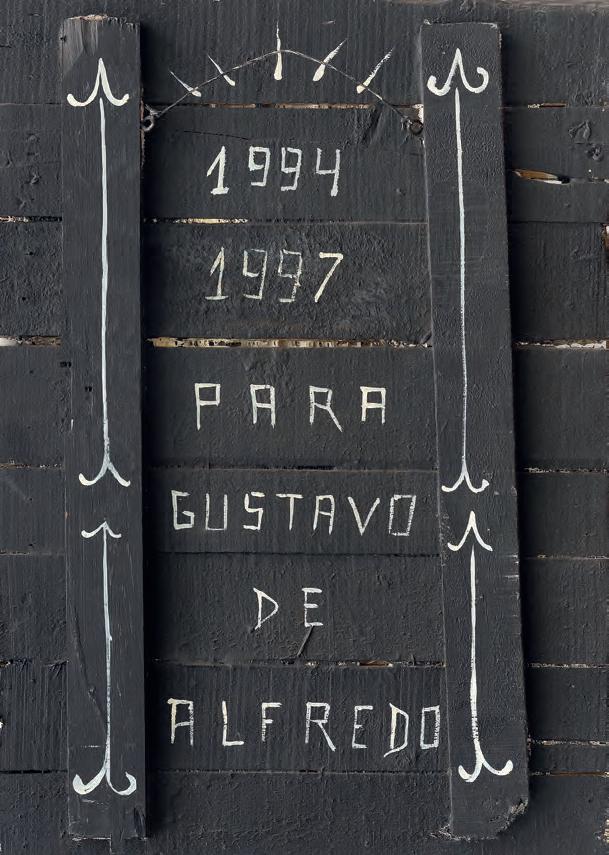 1994
1997
PARA
GUSTAVO
DE
ALFREDO